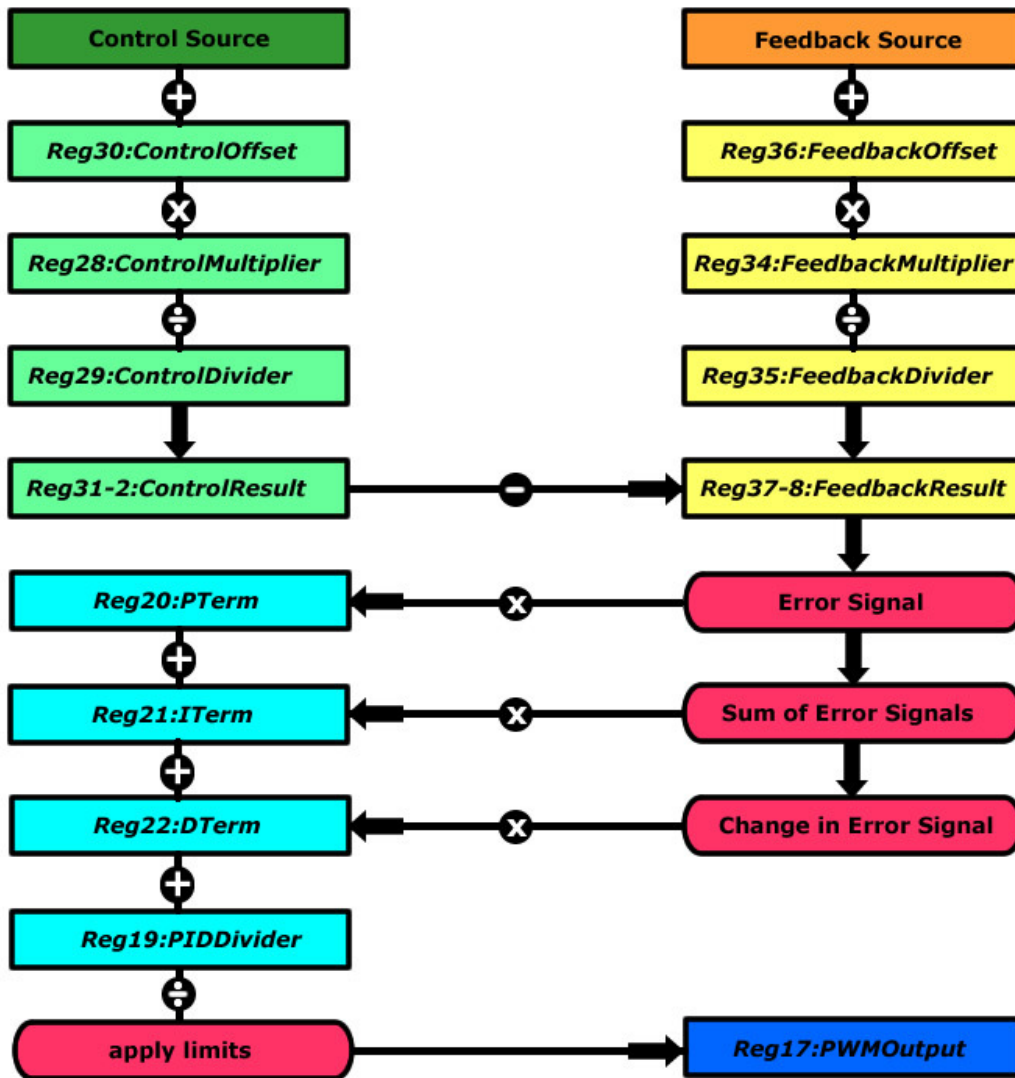 Control Source
Feedback Source
+
+
Reg30:ControlOffset
Reg36:FeedbackOffset
x
x
Reg28:ControlMultiplier
Reg34:FeedbackMultiplier
÷
÷
Reg29:ControlDivider
Reg35:FeedbackDivider
Reg31-2:ControlResult
-
Reg37-8:FeedbackResult
Reg20:PTerm
x
Error Signal
+
Reg21:ITerm
x
Sum of Error Signals
+
Reg22:DTerm
x
Change in Error Signal
+
Reg19:PIDDivider
÷
apply limits
Reg17:PWMOutput